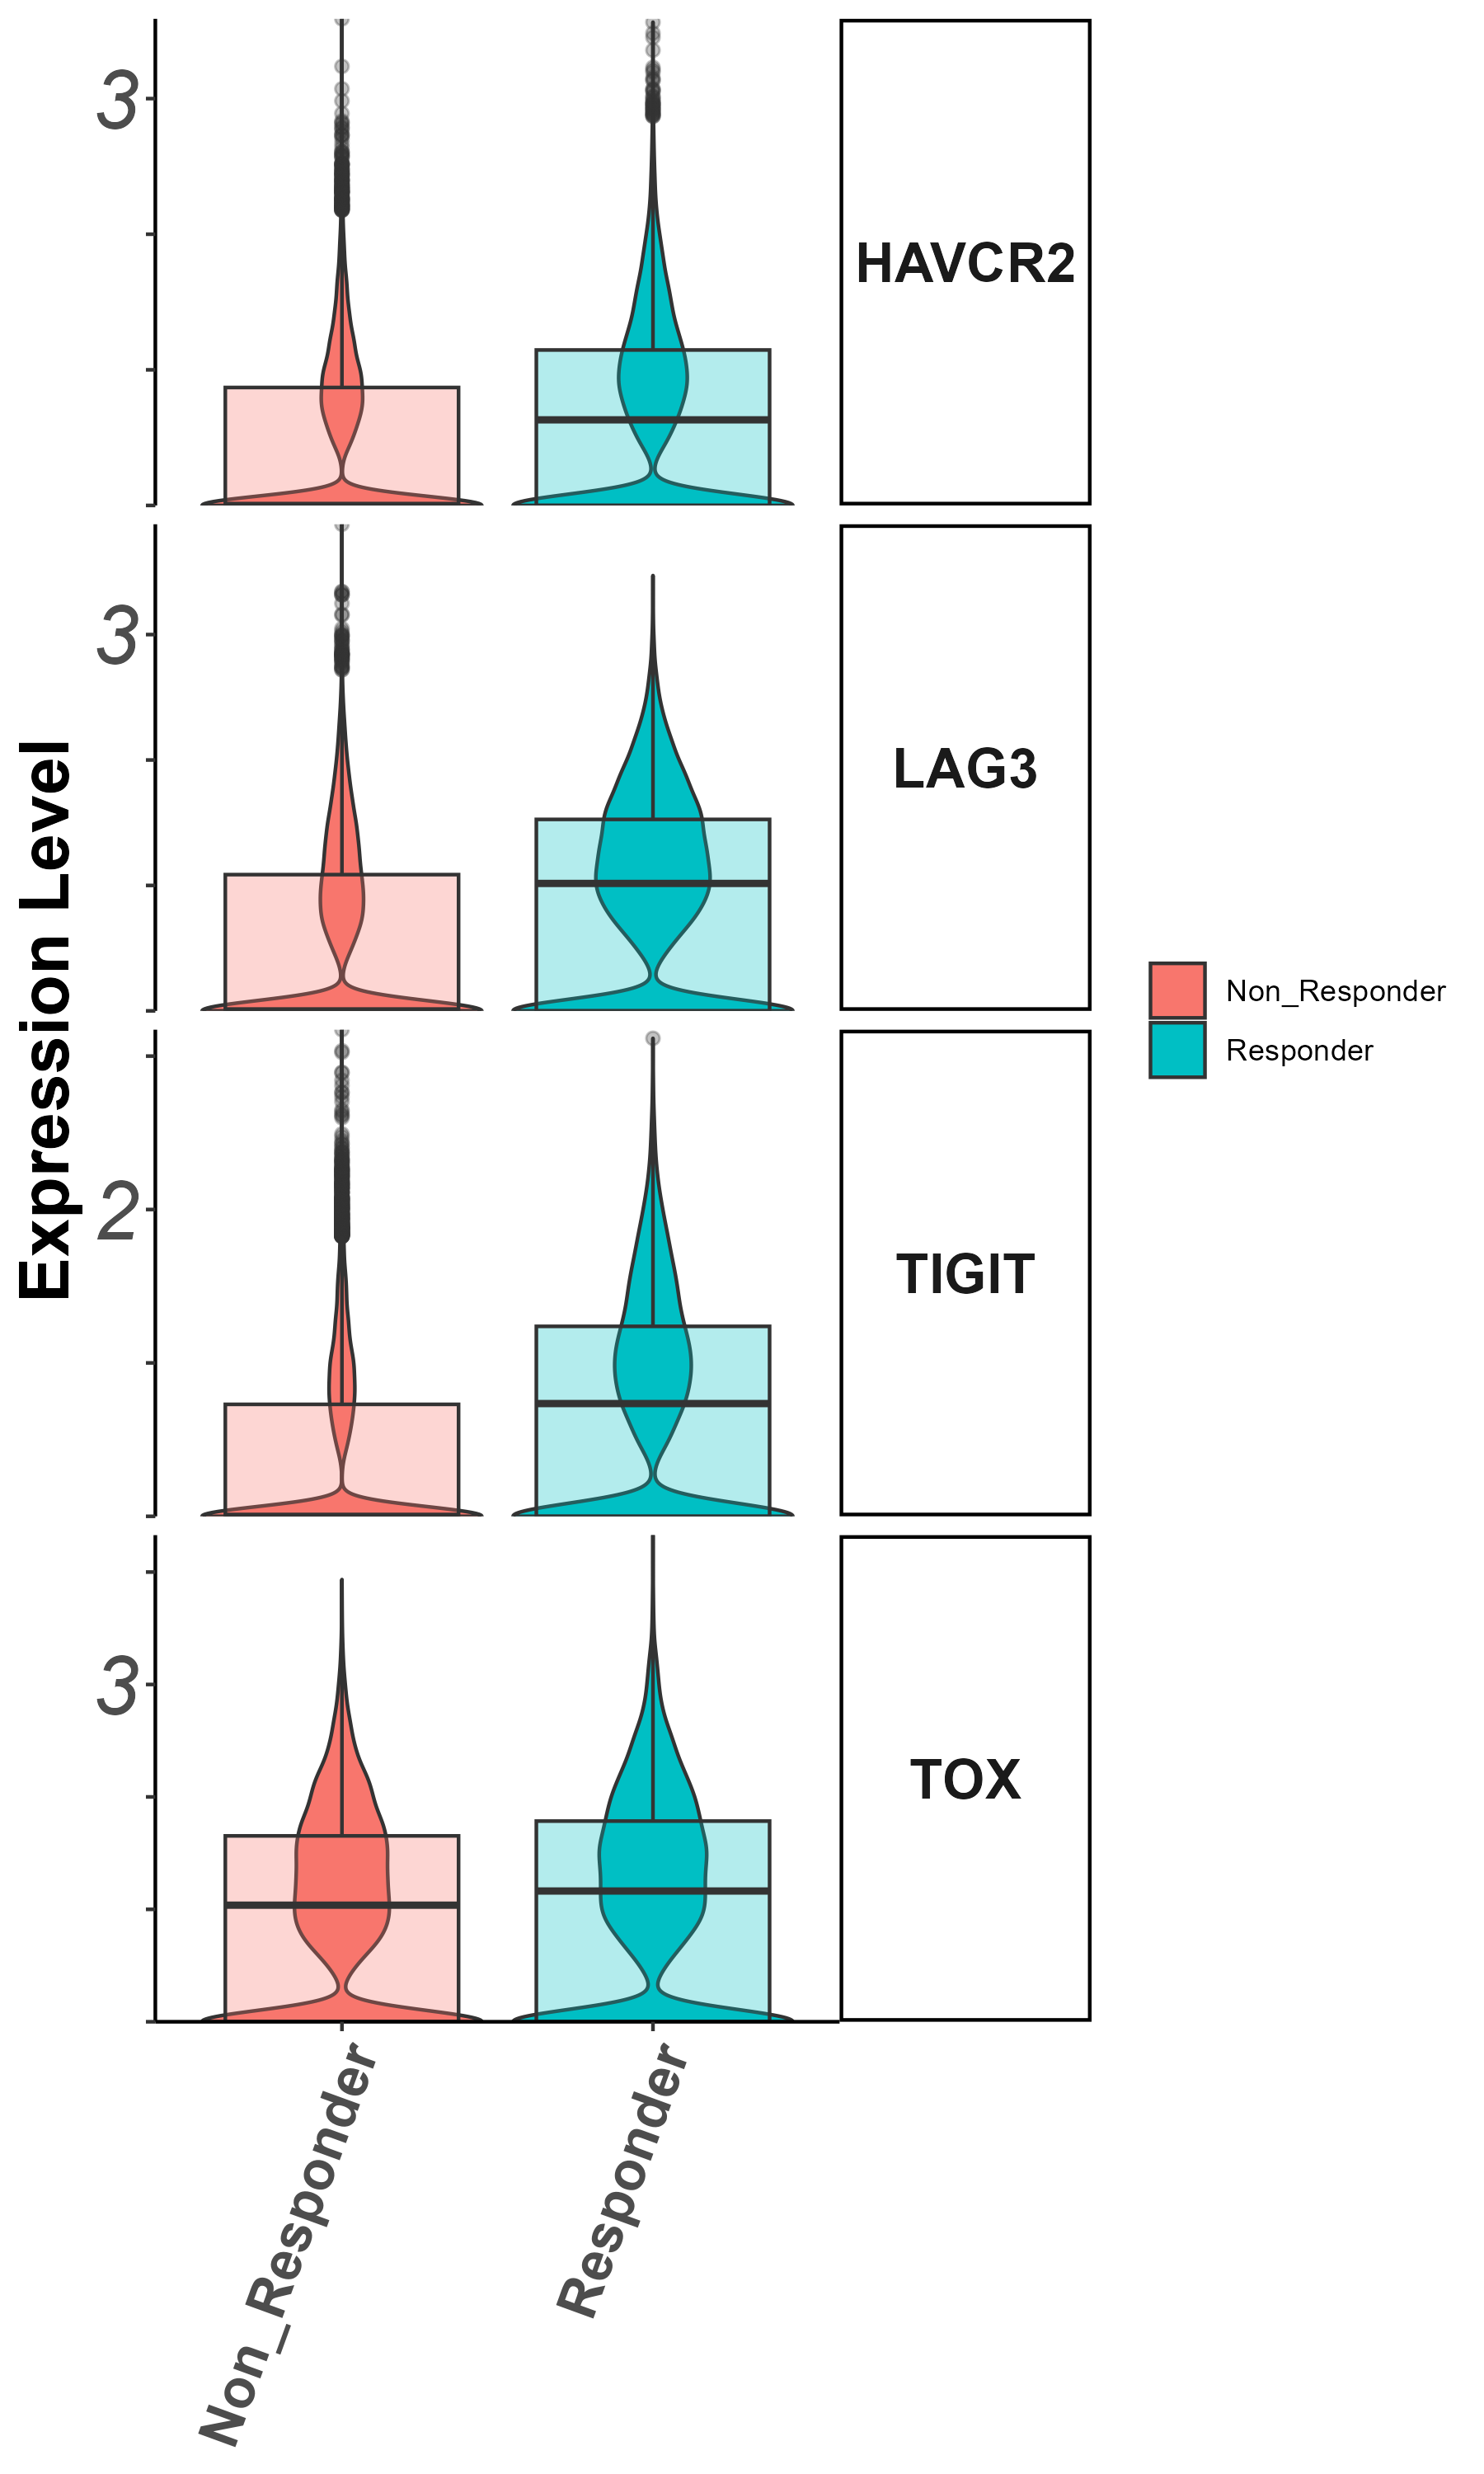 Expression Level
3
HAVCR2
3
LAG3
2
TIGIT
3
TOX
Non_Responder
Responder
Non_Responder
Responder